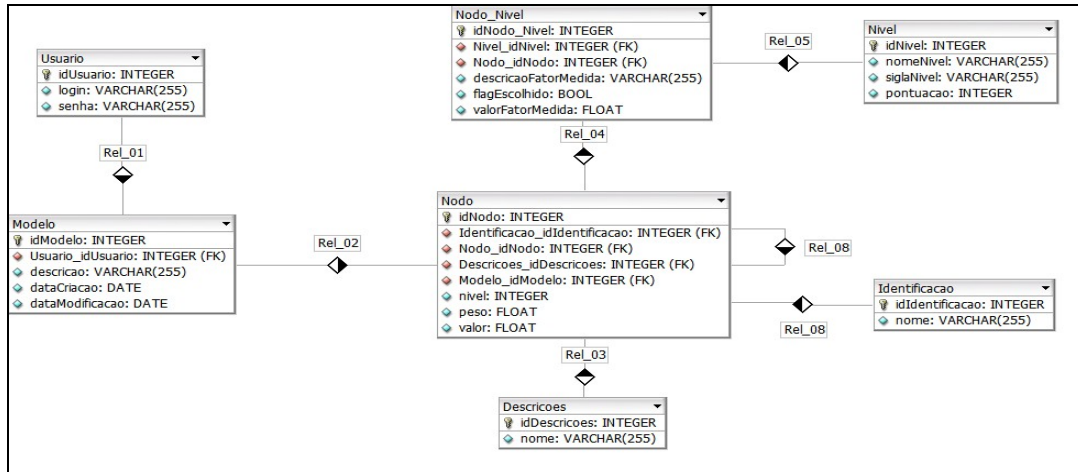 Nodo_Nivel
idNodo_Nivel: INTEGER
Nivel_idNivel: INTEGER (FK)
Nodo_idNodo: INTEGER (FK)
descricaoFatorMedida: VARCHAR(255)
flagEscolhido: BOOL
valorFatorMedida: FLOAT
Rel_05
Nivel
idNivel: INTEGER
nomeNivel: VARCHAR(255)
siglaNivel: VARCHAR(255)
pontuacao: INTEGER
Usuario
idUsuario: INTEGER
login: VARCHAR(255)
senha: VARCHAR(255)
Rel_01
Rel_04
Modelo
idModelo: INTEGER
Usuario_idUsuario: INTEGER (FK)
descricao: VARCHAR(255)
dataCriacao: DATE
dataModificacao: DATE
Rel_02
Nodo
idNodo: INTEGER
Identificacao_idIdentificacao: INTEGER (FK)
Nodo_idNodo: INTEGER (FK)
Descricoes_idDescricoes: INTEGER (FK)
Modelo_idModelo: INTEGER (FK)
nivel: INTEGER
peso: FLOAT
valor: FLOAT
Rel_08
Identificacao
idIdentificacao: INTEGER
nome: VARCHAR(255)
Rel_08
Rel_03
Descricoes
idDescricoes: INTEGER
nome: VARCHAR(255)